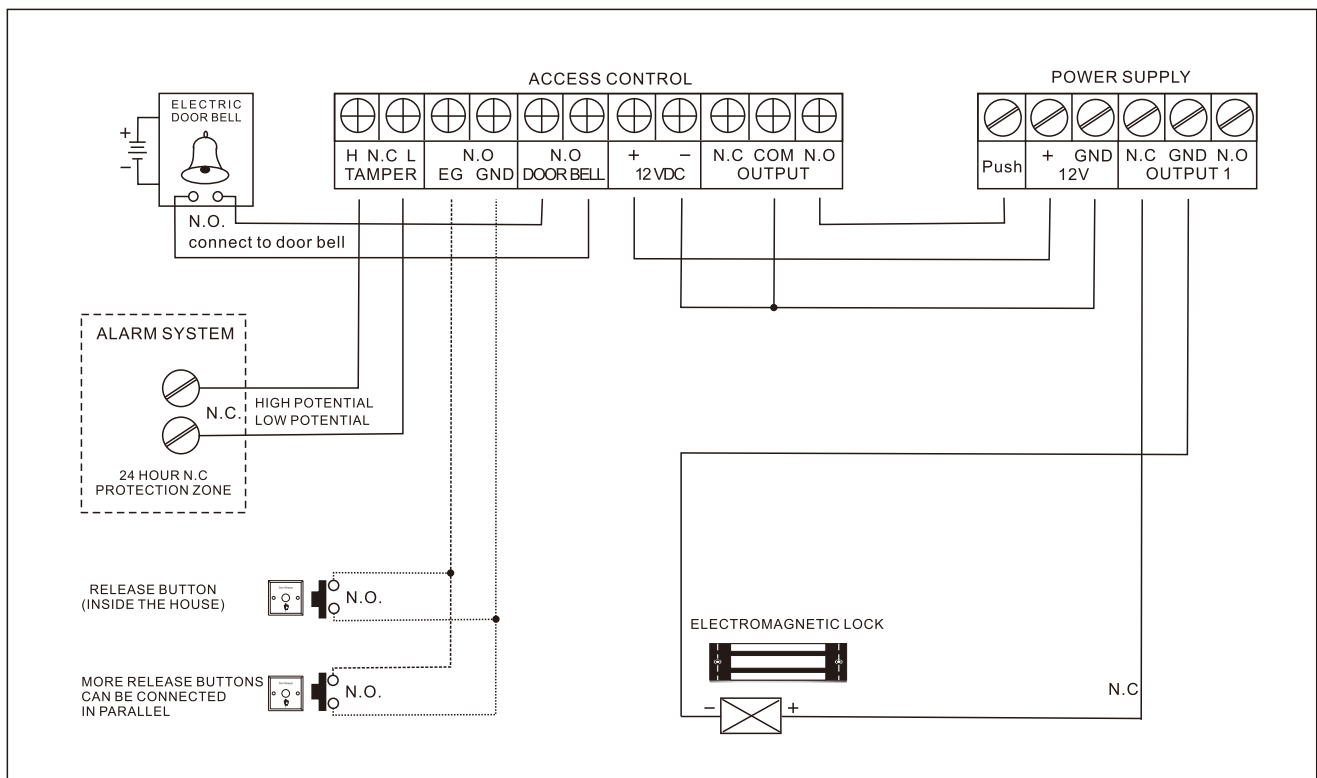 ACCESS CONTROL
POWER SUPPLY
ELECTRIC
DOOR BELL
+
−
H N.C L
TAMPER
N.O
EG GND
N.O
DOOR BELL
+ −
12 VDC
N.C COM N.O
OUTPUT
Push
+ GND
12V
N.C GND N.O
OUTPUT 1
N.O.
connect to door bell
ALARM SYSTEM
N.C.
HIGH POTENTIAL
LOW POTENTIAL
24 HOUR N.C
PROTECTION ZONE
RELEASE BUTTON
(INSIDE THE HOUSE)
N.O.
ELECTROMAGNETIC LOCK
MORE RELEASE BUTTONS
CAN BE CONNECTED
IN PARALLEL
N.O.
N.C
− +